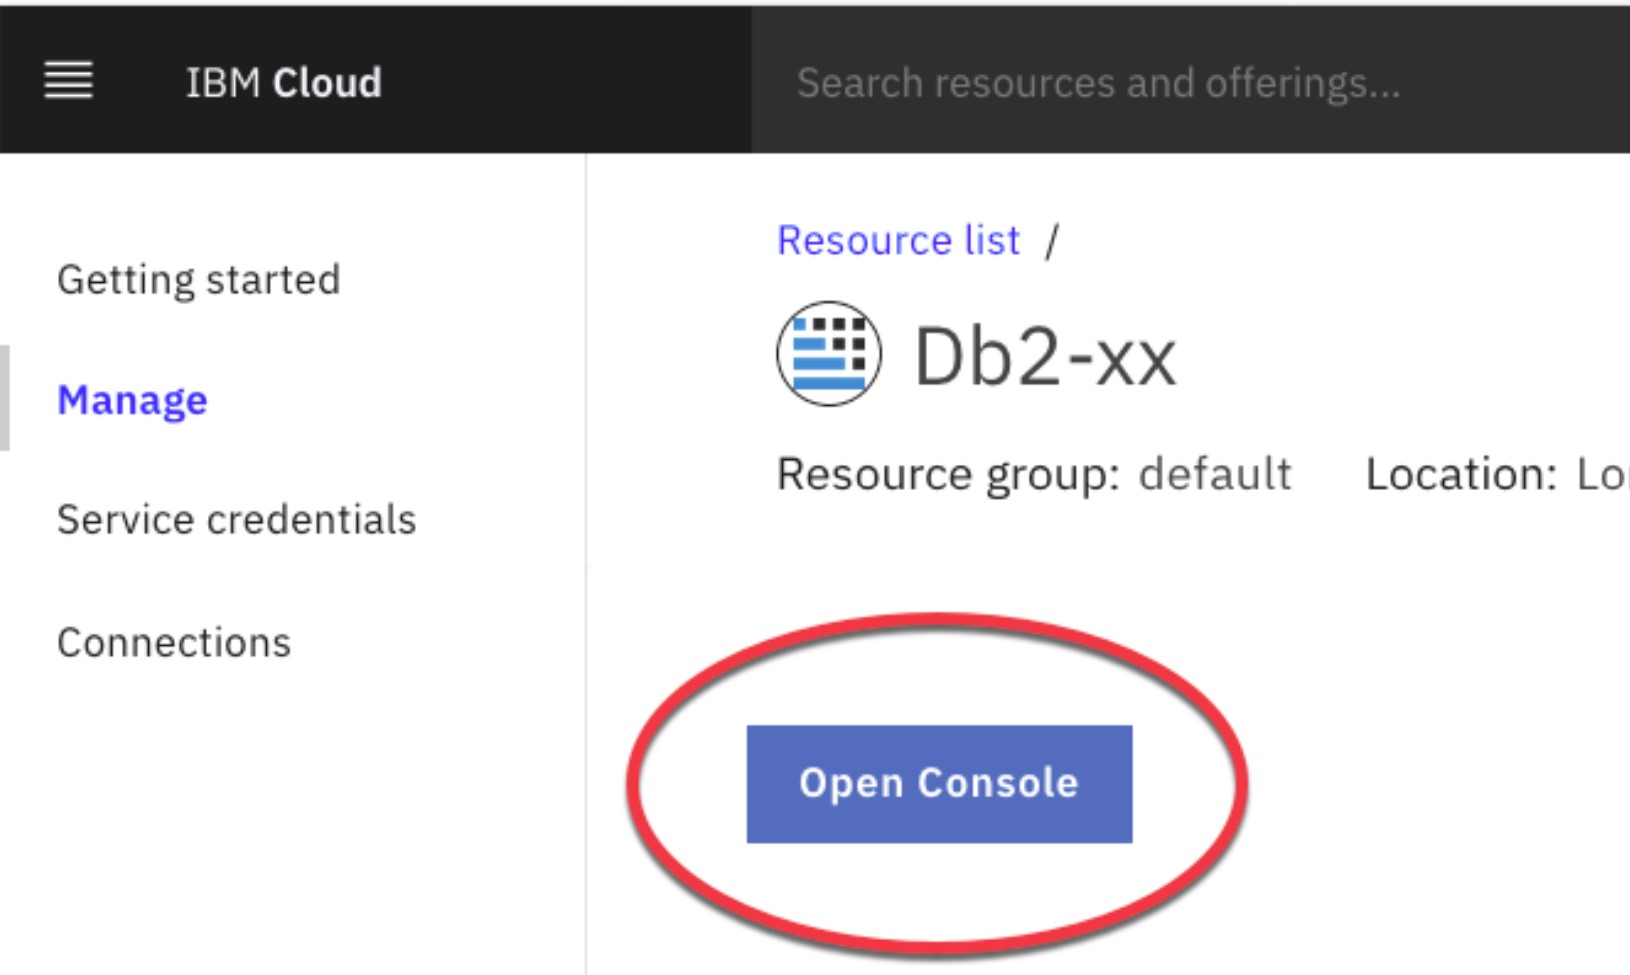 IBM Cloud
Search resources and offerings...
Getting started
Manage
Service credentials
Connections
Resource list /
Db2-xx
Resource group: default Location:
Open Console